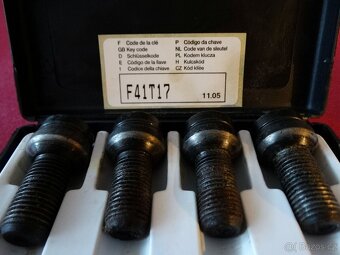 F Code de la clé
GB Key code
D Schlüsselkode
E Código de la llave
I Codice della chiave
P Código da chave
NL Code van de sleutel
PL Kodem klucza
H Kulcskód
CZ Kód klíče
F41T17
11.05